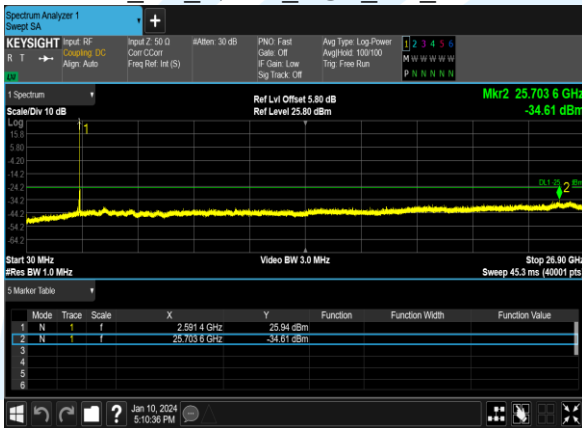 Spectrum Analyzer 1
Swept SA
+
KEYSIGHT
R T
LV
Input: RF
Coupling: DC
Align: Auto
Input Z: 50 Ω
Corr CCorr
Freq Ref: Int (S)
#Atten: 30 dB
PNO: Fast
Gate: Off
IF Gain: Low
Sig Track: Off
Avg Type: Log-Power
Avg|Hold: 100/100
Trig: Free Run
1 2 3 4 5 6
M W W W W W
P N N N N N
1 Spectrum
Scale/Div 10 dB
Ref Lvl Offset 5.80 dB
Ref Level 25.80 dBm
Mkr2 25.703 6 GHz
-34.61 dBm
Log
15.8
5.80
-4.20
-14.2
-24.2
-34.2
-44.2
-54.2
-64.2
1
DL1 -25
2
Start 30 MHz
#Res BW 1.0 MHz
Video BW 3.0 MHz
Stop 26.90 GHz
Sweep 45.3 ms (40001 pts
5 Marker Table
Mode Trace Scale X Y Function Function Width Function Value
1 N 1 f 2.591 4 GHz 25.94 dBm
2 N 1 f 25.703 6 GHz -34.61 dBm
3
4
5
6
?
Jan 10, 2024
5:10:36 PM